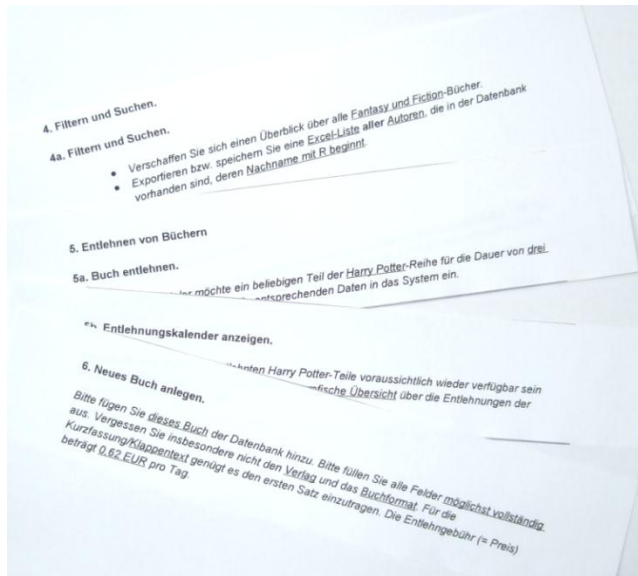 4. Filtern und Suchen.
4a. Filtern und Suchen.
• Verschaffen Sie sich einen Überblick über alle Fantasy und Fiction-Bücher.
• Exportieren bzw. speichern Sie eine Excel-Liste aller Autoren, die in der Datenbank
vorhanden sind, deren Nachname mit R beginnt.
5. Entlehnen von Büchern
5a. Buch entlehnen.
möchte ein beliebigen Teil der Harry Potter-Reihe für die Dauer von drei
entsprechenden Daten in das System ein.
Entlehnungskalender anzeigen.
Harry Potter-Teile voraussichtlich wieder verfügbar sein
Übersicht über die Entlehnungen der
6. Neues Buch anlegen.
Bitte fügen Sie dieses Buch der Datenbank hinzu. Bitte füllen Sie alle Felder möglichst vollständig
aus. Vergessen Sie insbesondere nicht den Verlag und das Buchformat. Für die
Kurzfassung/Klappentext genügt es den ersten Satz einzutragen. Die Entlehngebühr (= Preis)
beträgt 0,62 EUR pro Tag.